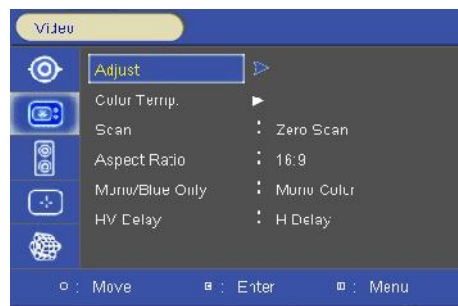 Video
Adjust
Color Temp.
Scan : Zero Scan
Aspect Ratio : 16:9
Mono/Blue Only : Mono Color
HV Delay : H Delay
: Move : Enter : Menu